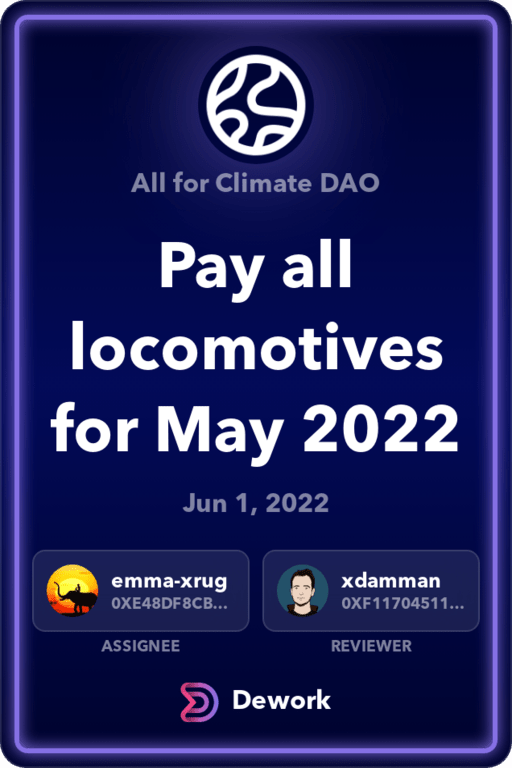 All for Climate DAO
Pay all
locomotives
for May 2022
Jun 1, 2022
emma-xrug
0XE48DF8CB...
xdamman
0XF11704511...
ASSIGNEE
REVIEWER
Dework